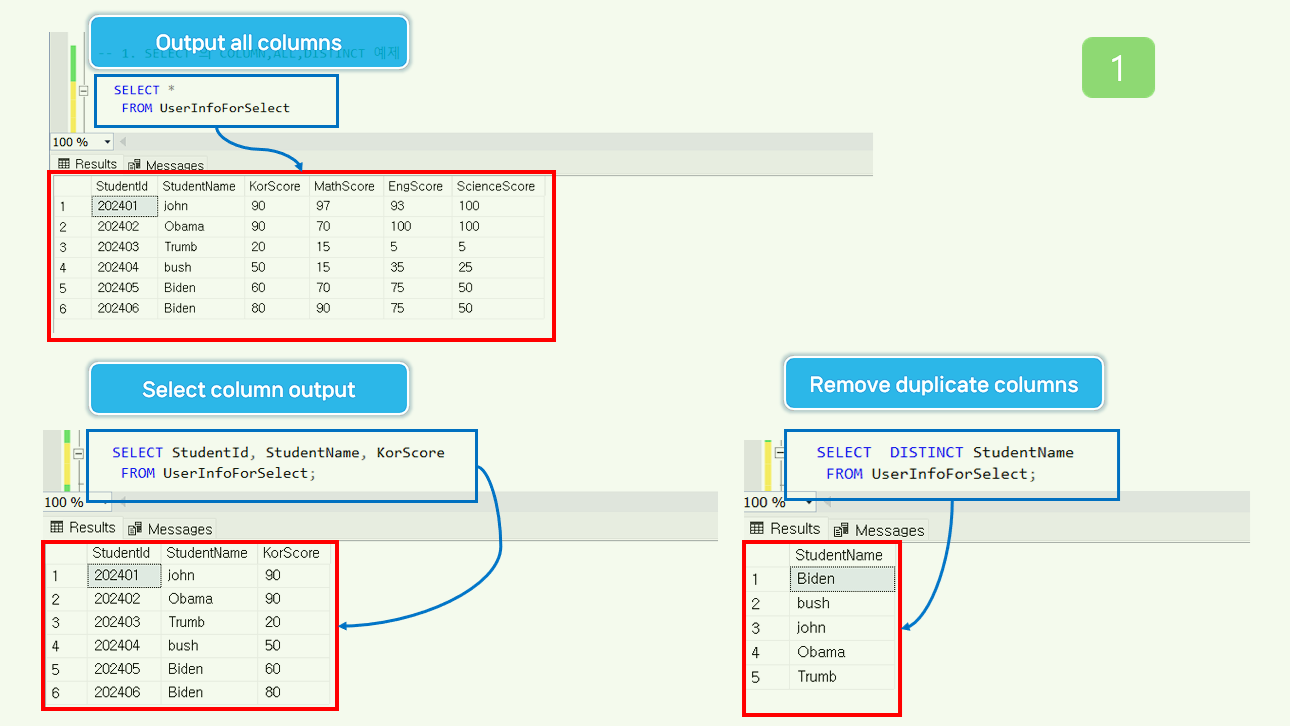 Output all columns
-- 1. SELECT 의 COLUMN,ALL,DISTINCT 예제
1
SELECT *
FROM UserInfoForSelect
100 %
Results Messages
StudentId StudentName KorScore MathScore EngScore ScienceScore
1 202401 john 90 97 93 100
2 202402 Obama 90 70 100 100
3 202403 Trumb 20 15 5 5
4 202404 bush 50 15 35 25
5 202405 Biden 60 70 75 50
6 202406 Biden 80 90 75 50
Select column output
SELECT StudentId, StudentName, KorScore
FROM UserInfoForSelect;
100 %
Results Messages
StudentId StudentName KorScore
1 202401 john 90
2 202402 Obama 90
3 202403 Trumb 20
4 202404 bush 50
5 202405 Biden 60
6 202406 Biden 80
Remove duplicate columns
SELECT DISTINCT StudentName
FROM UserInfoForSelect;
100 %
Results Messages
StudentName
1 Biden
2 bush
3 john
4 Obama
5 Trumb